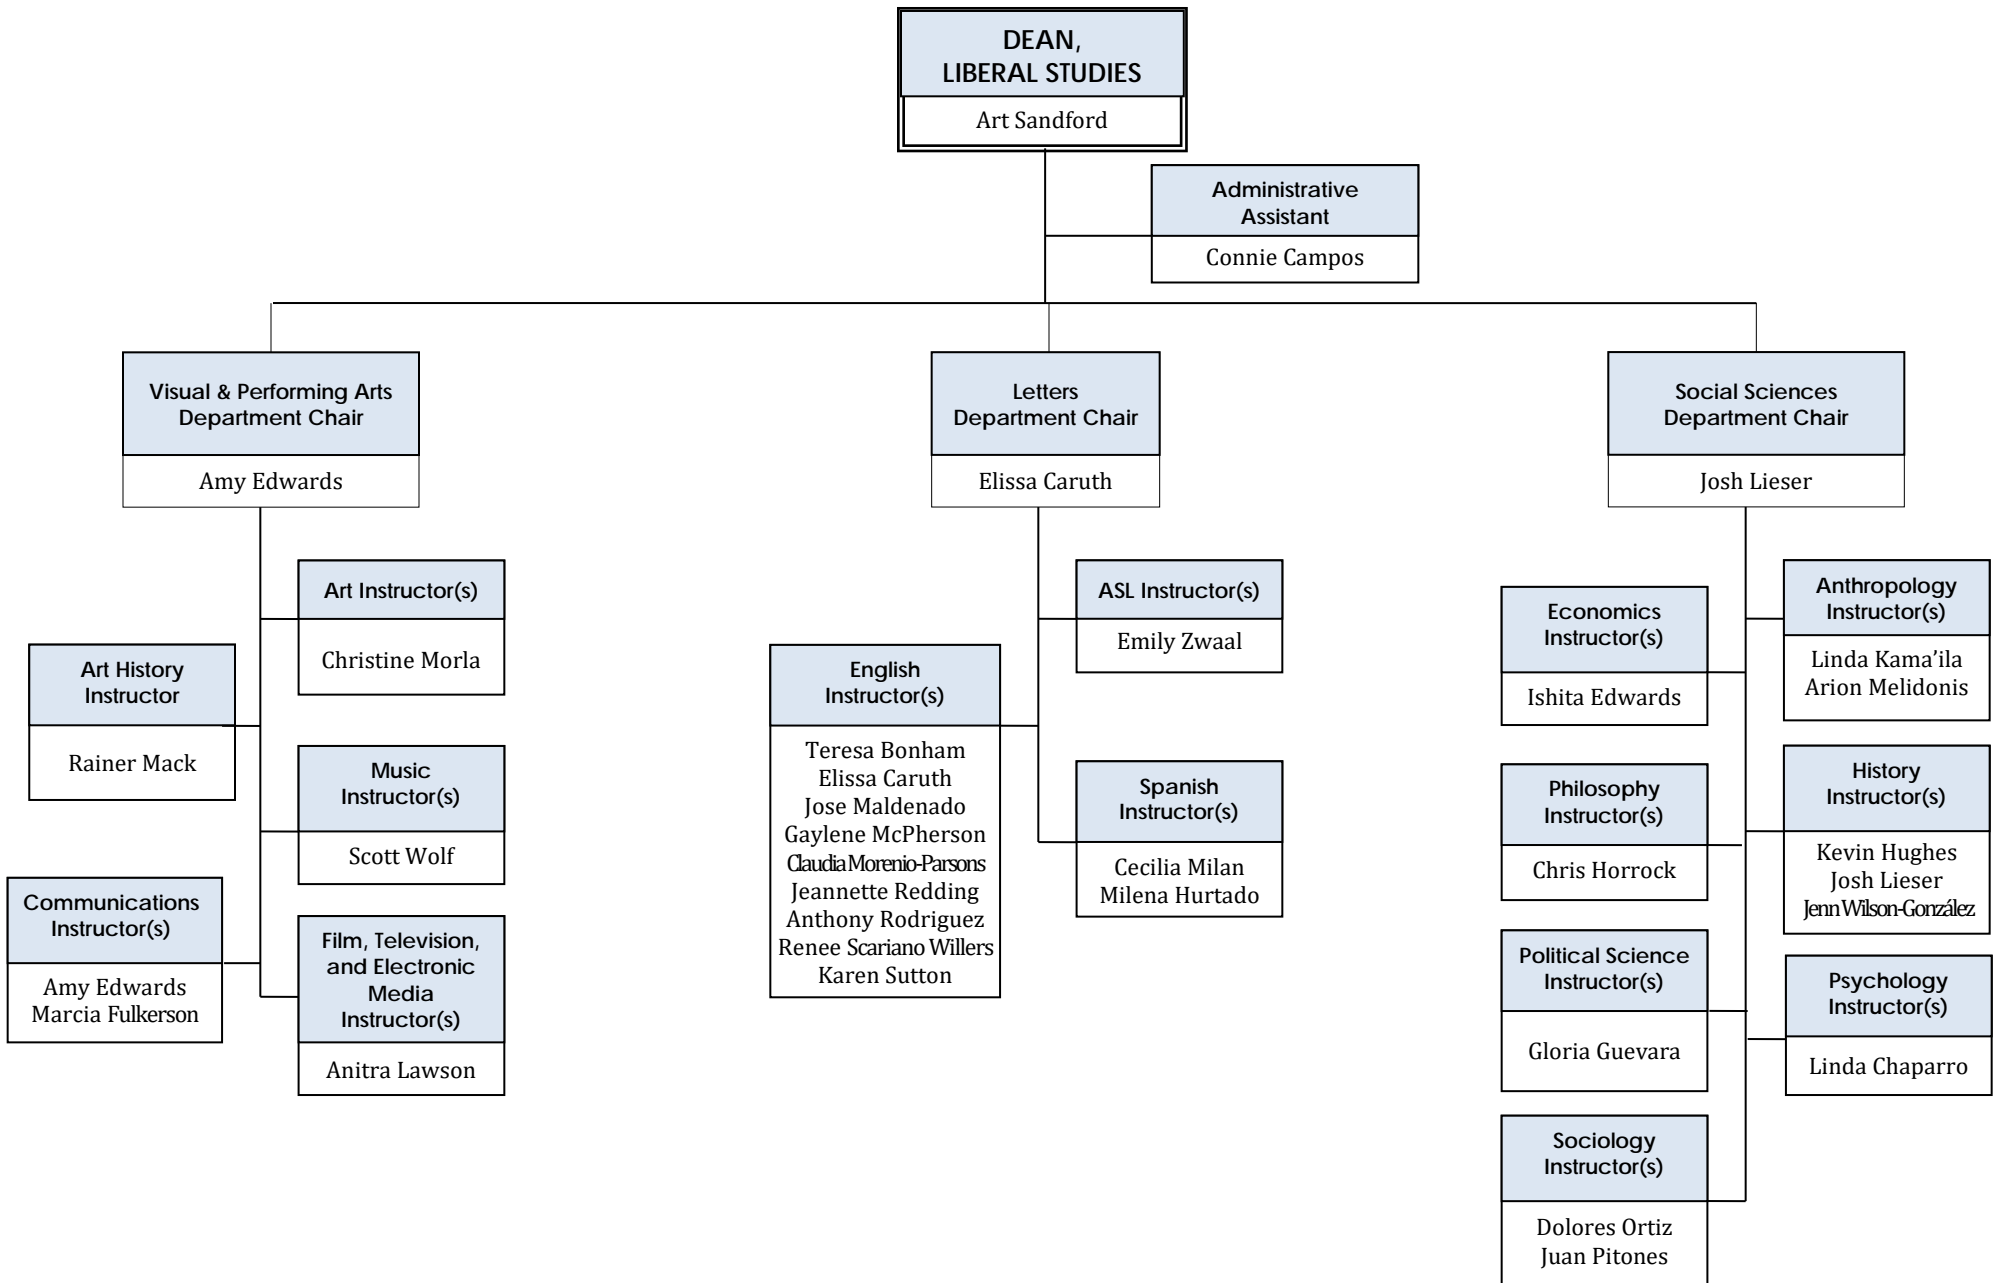 DEAN,
LIBERAL STUDIES
Art Sandford
Administrative
Assistant
Connie Campos
Visual & Performing Arts
Department Chair
Amy Edwards
Letters
Department Chair
Elissa Caruth
Social Sciences
Department Chair
Josh Lieser
Art Instructor(s)
Christine Morla
Art History
Instructor
Rainer Mack
Music
Instructor(s)
Scott Wolf
Communications
Instructor(s)
Amy Edwards
Marcia Fulkerson
Film, Television,
and Electronic
Media
Instructor(s)
Anitra Lawson
ASL Instructor(s)
Emily Zwaal
English
Instructor(s)
Teresa Bonham
Elissa Caruth
Jose Maldenado
Gaylene McPherson
Claudia Morenio-Parsons
Jeannette Redding
Anthony Rodriguez
Renee Scariano Willers
Karen Sutton
Spanish
Instructor(s)
Cecilia Milan
Milena Hurtado
Anthropology
Instructor(s)
Linda Kama’ila
Arion Melidonis
Economics
Instructor(s)
Ishita Edwards
History
Instructor(s)
Kevin Hughes
Josh Lieser
Jenn Wilson-González
Philosophy
Instructor(s)
Chris Horrock
Political Science
Instructor(s)
Gloria Guevara
Psychology
Instructor(s)
Linda Chaparro
Sociology
Instructor(s)
Dolores Ortiz
Juan Pitones